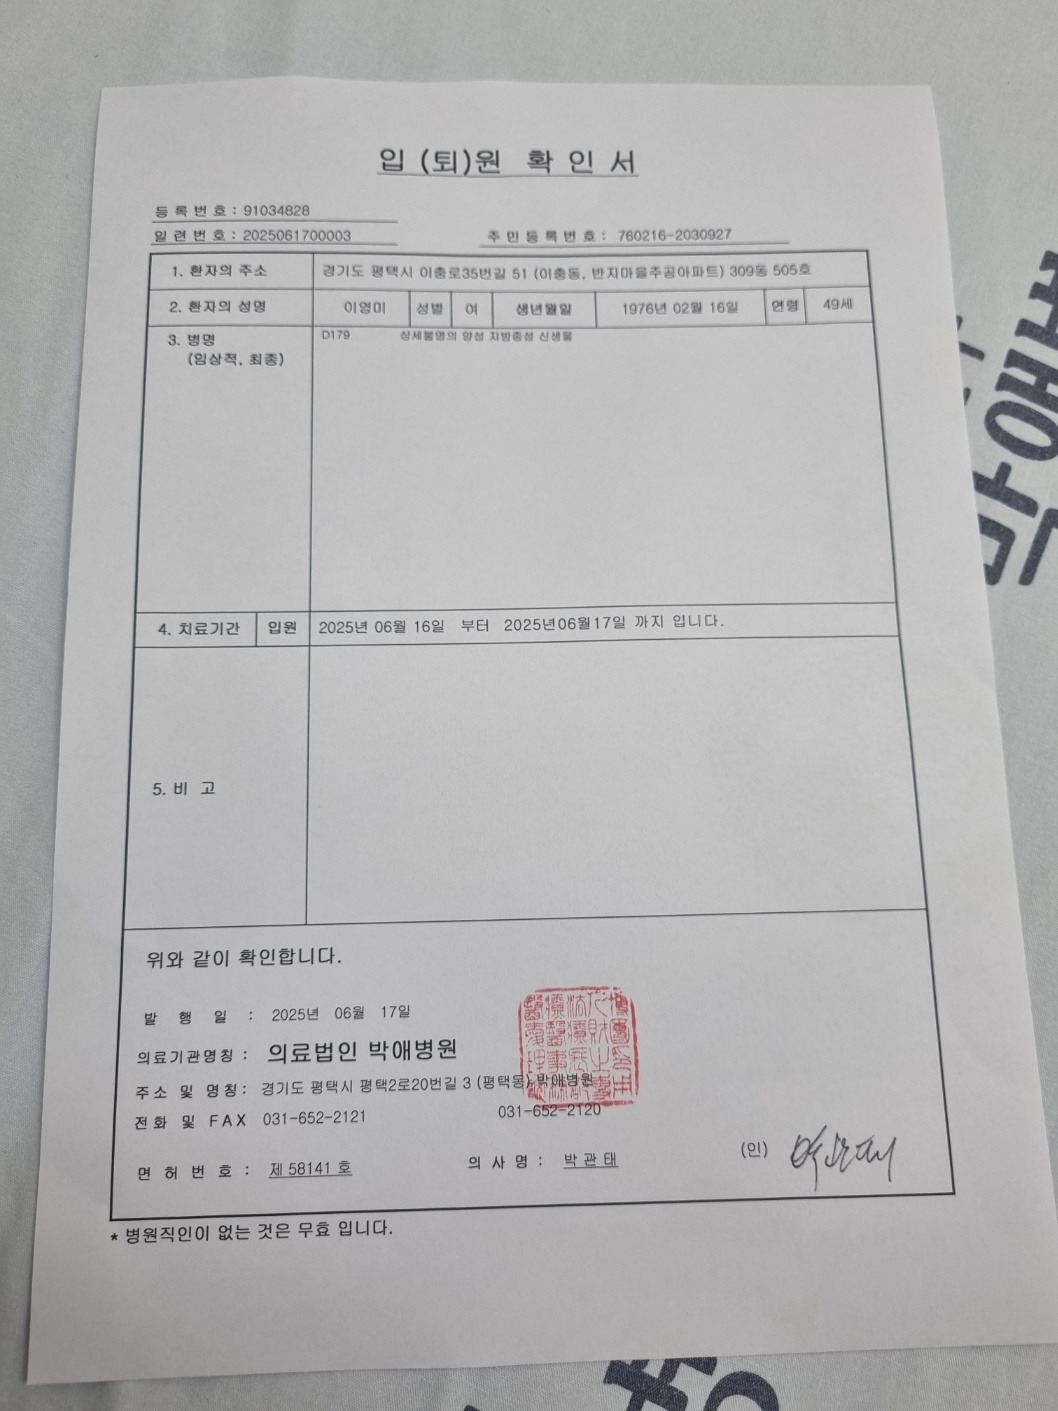 입 (퇴)원 확 인 서
등 록 번 호 : 91034828
일 련 번 호 : 2025061700003 주 민 등 록 번 호 : 760216-2030927
1. 환자의 주소 경기도 평택시 이충로35번길 51 (이충동, 반지마을주공아파트) 309동 505호
2. 환자의 성명 이영미 성별 여 생년월일 1976년 02월 16일 연령 49세
3. 병명 D179 상세불명의 양성 지방종성 신생물
(임상적, 최종)
4. 치료기간 입원 2025년 06월 16일 부터 2025년06월17일 까지 입니다.
5. 비 고
위와 같이 확인합니다.
발 행 일 : 2025년 06월 17일
의료기관명칭 : 의료법인 박애병원
주소 및 명칭: 경기도 평택시 평택2로20번길 3 (평택동) 박애병원
전화 및 FAX 031-652-2121 031-652-2120
면 허 번 호 : 제 58141 호 의 사 명 : 박 관 태 (인) 박관태
* 병원직인이 없는 것은 무효 입니다.